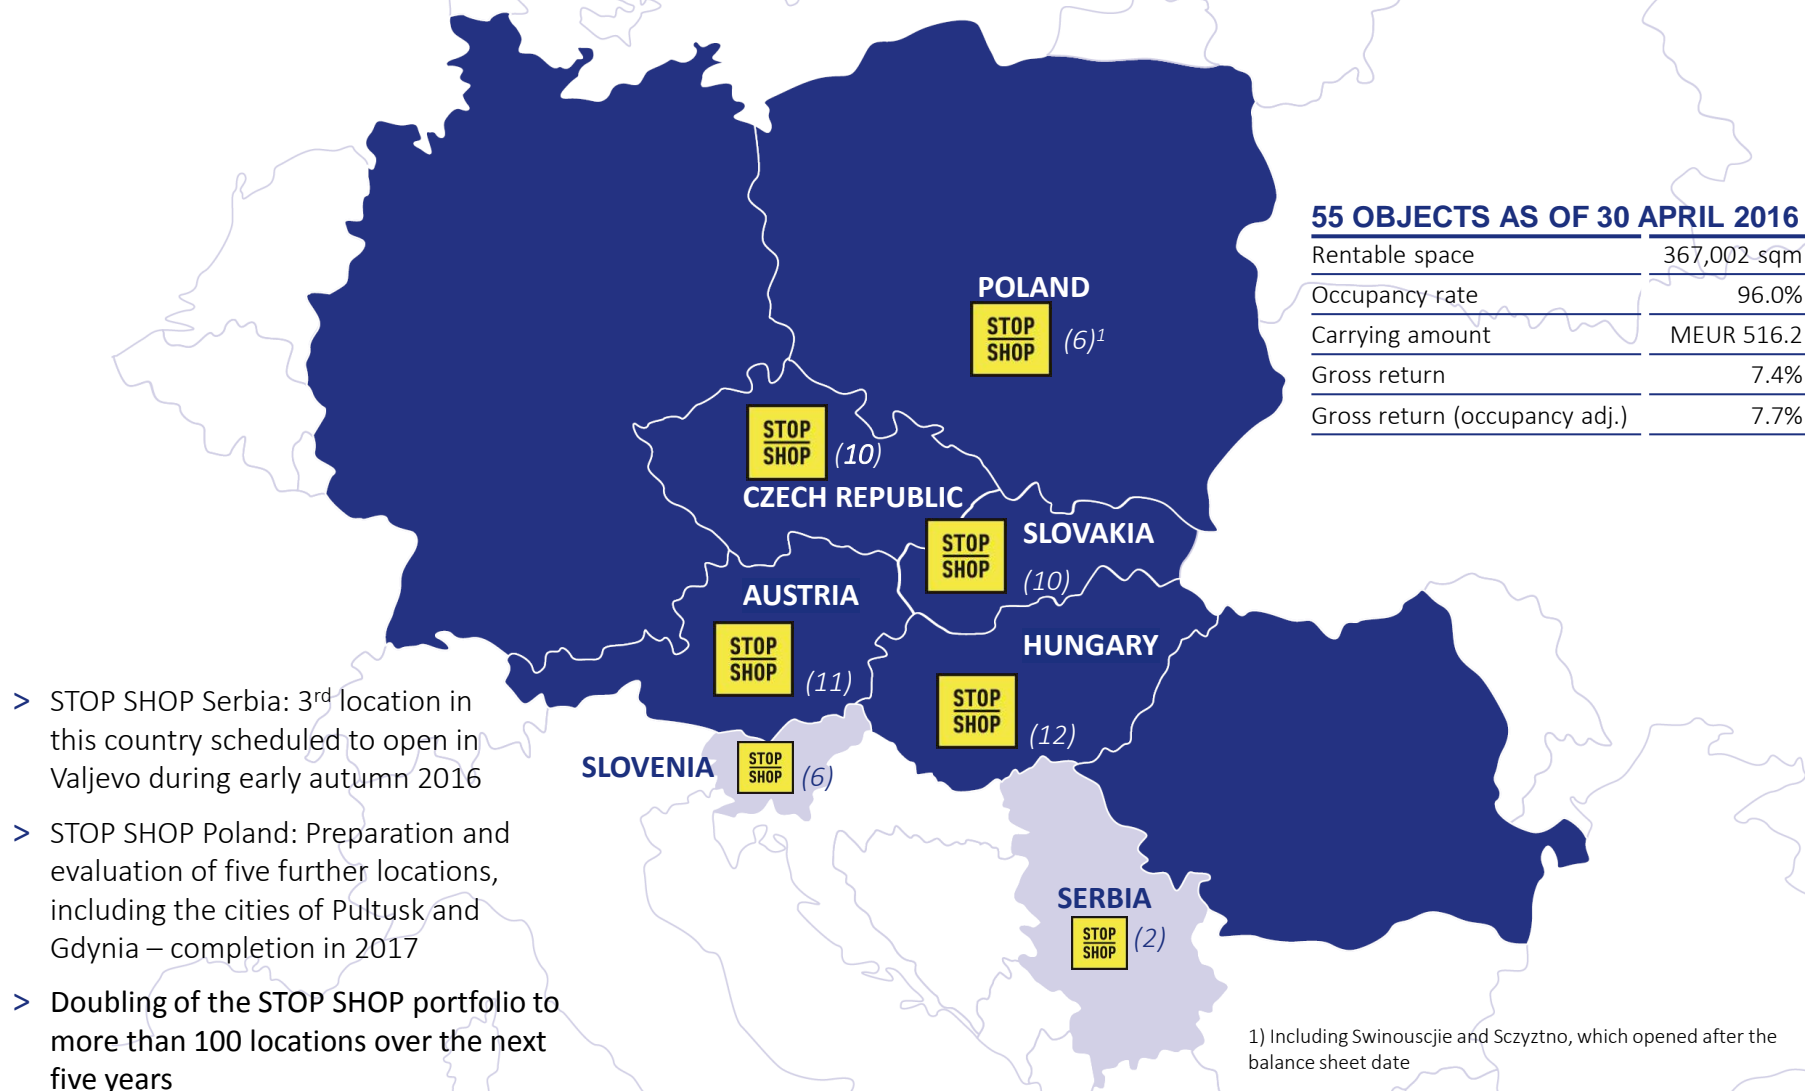 55 OBJECTS AS OF 30 APRIL 2016
Rentable space 367,002 sqm
Occupancy rate 96.0%
Carrying amount MEUR 516.2
Gross return 7.4%
Gross return (occupancy adj.) 7.7%
POLAND
STOP
SHOP
(6)¹
STOP
SHOP
(10)
CZECH REPUBLIC
STOP
SHOP
SLOVAKIA
(10)
AUSTRIA
STOP
SHOP
(11)
HUNGARY
STOP
SHOP
(12)
SLOVENIA
STOP
SHOP
(6)
SERBIA
STOP
SHOP
(2)
> STOP SHOP Serbia: 3rd location in
this country scheduled to open in
Valjevo during early autumn 2016
> STOP SHOP Poland: Preparation and
evaluation of five further locations,
including the cities of Pultusk and
Gdynia – completion in 2017
> Doubling of the STOP SHOP portfolio to
more than 100 locations over the next
five years
1) Including Swinouscjie and Sczyztno, which opened after the
balance sheet date